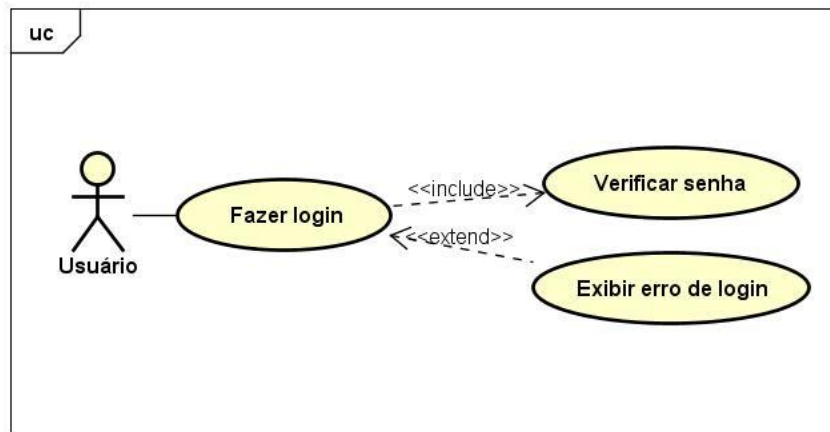 uc
<<include>>
Verificar senha
Fazer login
<<extend>>
Usuário
Exibir erro de login